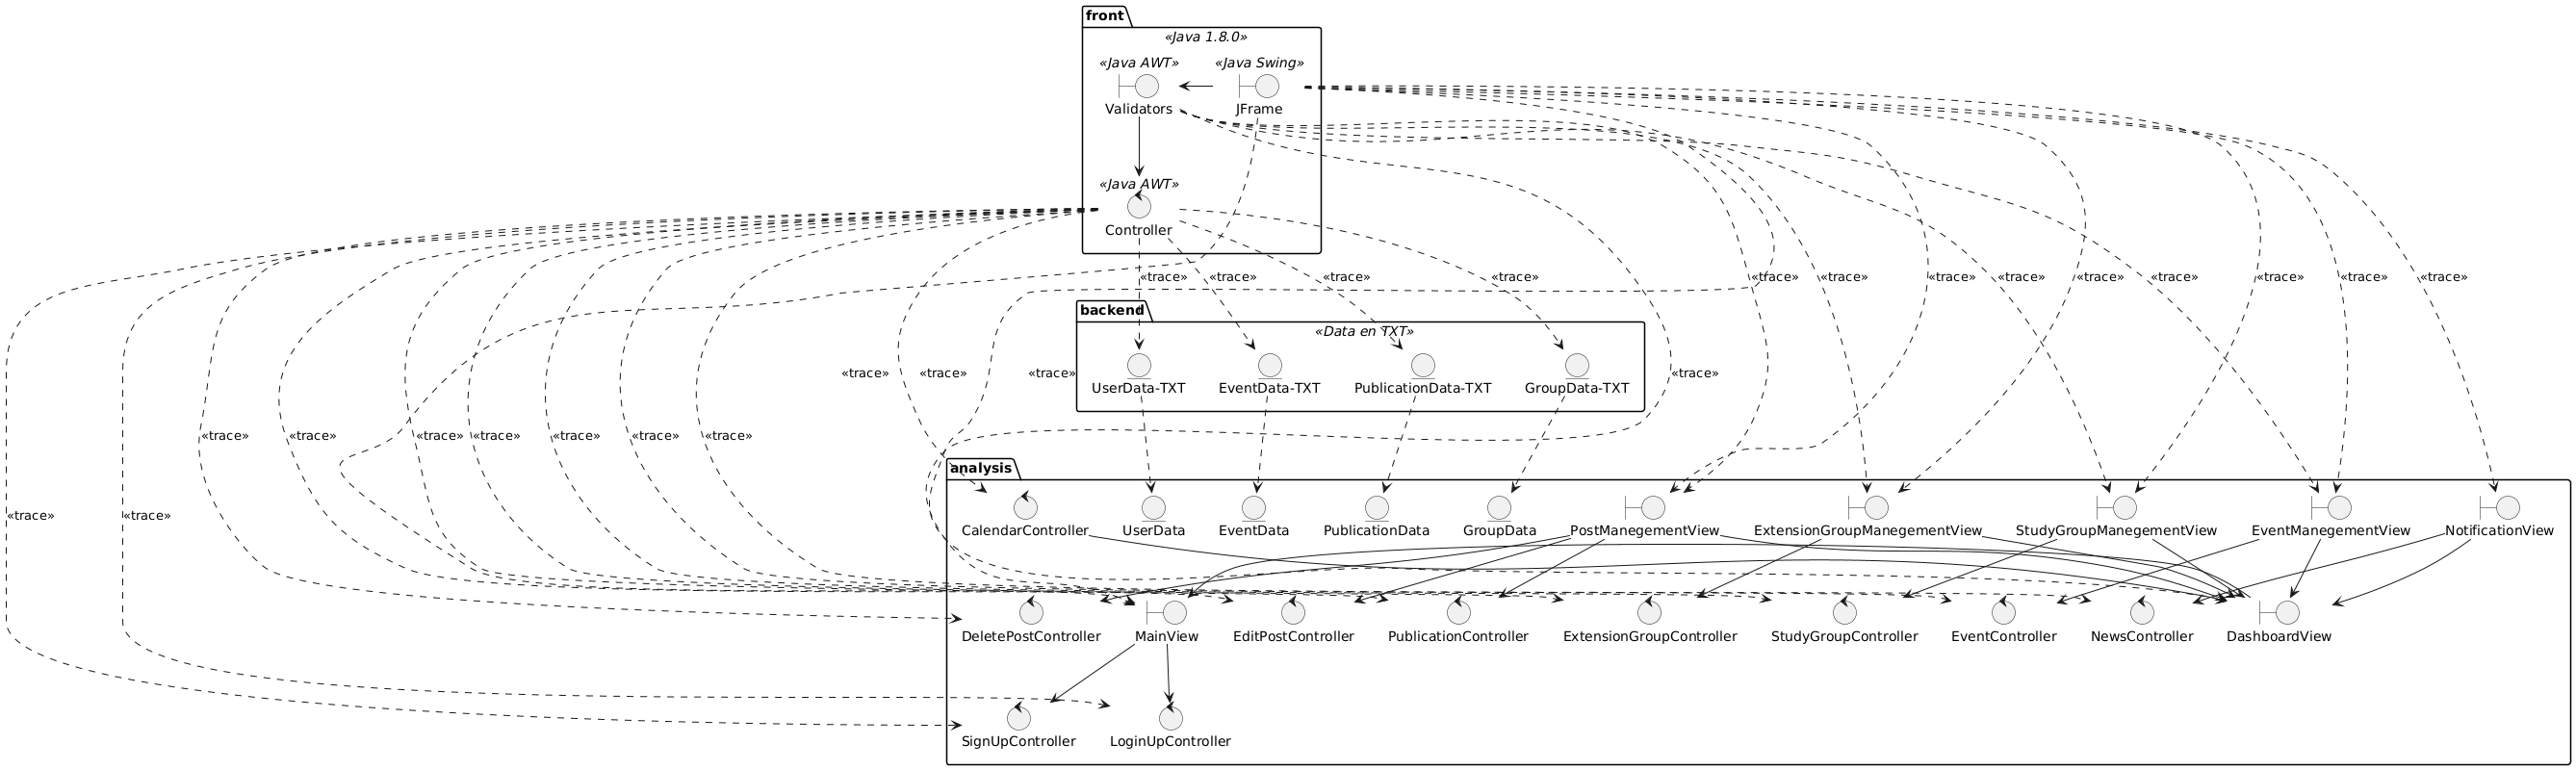 front
«Java 1.8.0»
«Java AWT» «Java Swing»
Validators JFrame
«Java AWT»
Controller
«trace» «trace» «trace» «trace» «trace» «trace» «trace» «trace» «trace» «trace» «trace» «trace» «trace»
backend
«Data en TXT»
«trace» «trace» «trace» «trace»
UserData-TXT EventData-TXT PublicationData-TXT GroupData-TXT
«trace» «trace» «trace» «trace» «trace» «trace» «trace»
analysis
«trace» «trace»
CalendarController UserData EventData PublicationData GroupData PostManegementView ExtensionGroupManegementView StudyGroupManegementView EventManegementView NotificationView
DeletePostController MainView EditPostController PublicationController ExtensionGroupController StudyGroupController EventController NewsController DashboardView
SignUpController LoginUpController